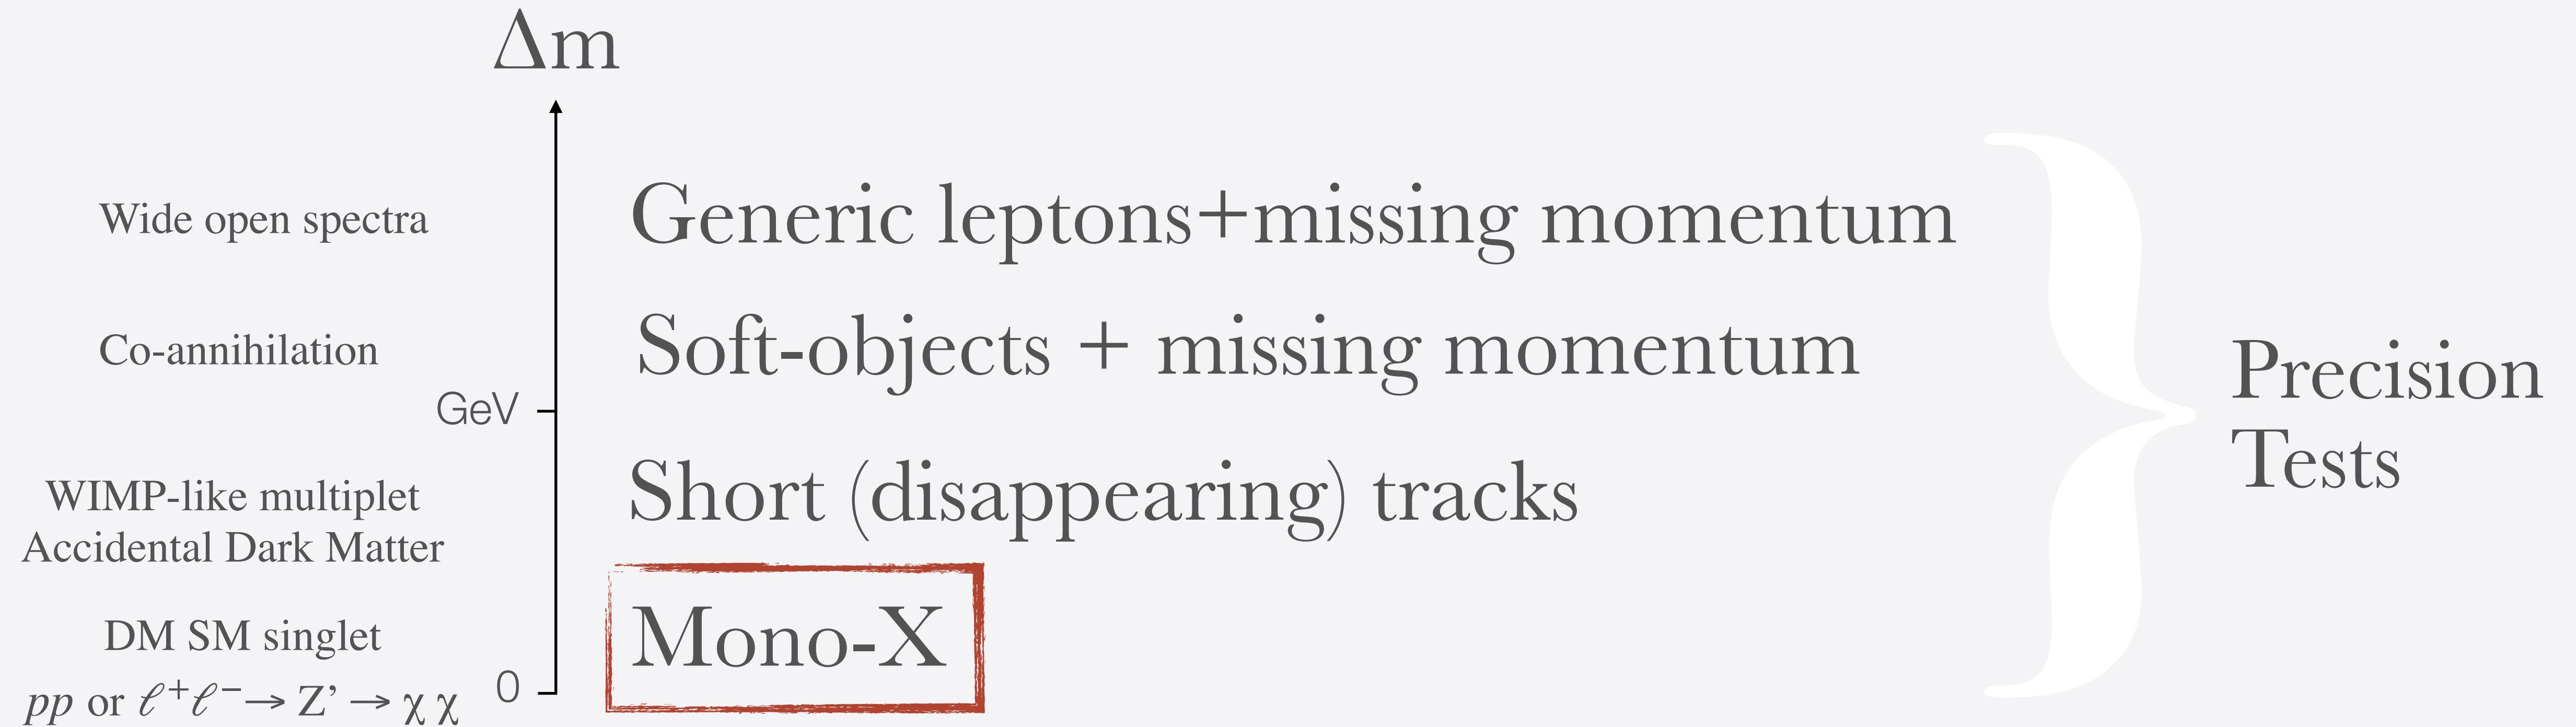 Δm
Wide open spectra
Generic leptons+missing momentum
Co-annihilation
Soft-objects + missing momentum
GeV
Precision
Tests
WIMP-like multiplet
Accidental Dark Matter
Short (disappearing) tracks
DM SM singlet
Mono-X
pp or ℓ⁺ℓ⁻→ Z’ → χ χ
0